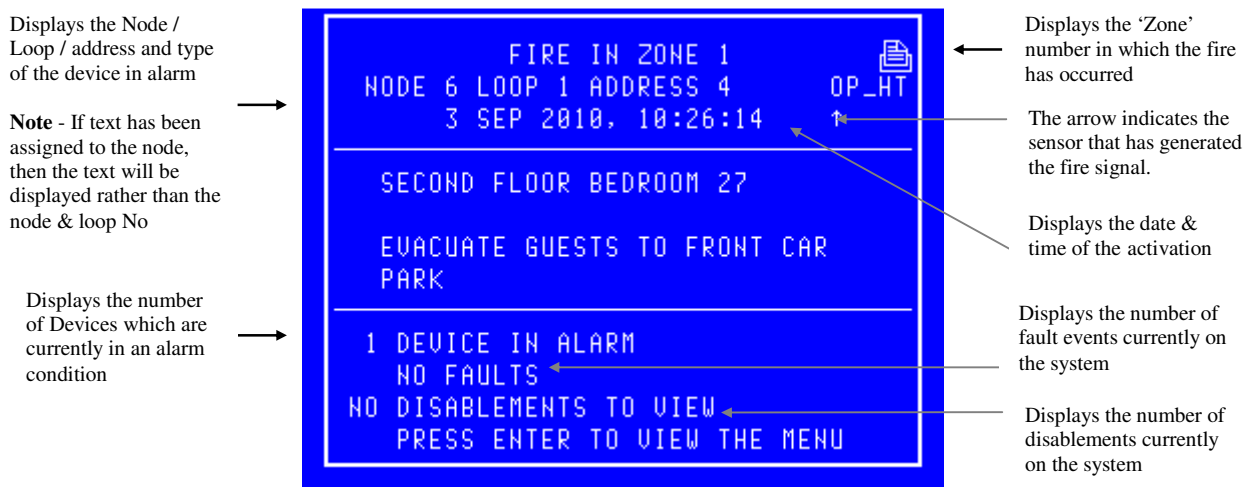 Displays the Node /
Loop / address and type
of the device in alarm
Note - If text has been
assigned to the node,
then the text will be
displayed rather than the
node & loop No
Displays the number
of Devices which are
currently in an alarm
condition
FIRE IN ZONE 1
NODE 6 LOOP 1 ADDRESS 4 OP_HT
3 SEP 2010, 10:26:14 ↑
SECOND FLOOR BEDROOM 27
EVACUATE GUESTS TO FRONT CAR
PARK
1 DEVICE IN ALARM
NO FAULTS
NO DISABLEMENTS TO VIEW
PRESS ENTER TO VIEW THE MENU
Displays the ‘Zone’
number in which the fire
has occurred
The arrow indicates the
sensor that has generated
the fire signal.
Displays the date &
time of the activation
Displays the number of
fault events currently on
the system
Displays the number of
disablements currently
on the system